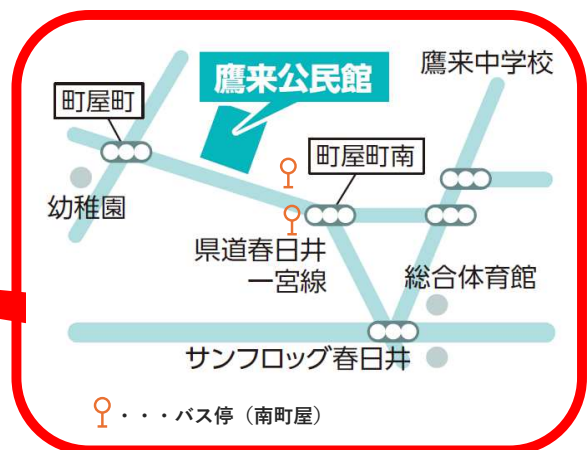 鷹来公民館
鷹来中学校
町屋町
町屋町南
幼稚園
県道春日井
一宮線
総合体育館
サンフロッグ春日井
・・・バス停（南町屋）